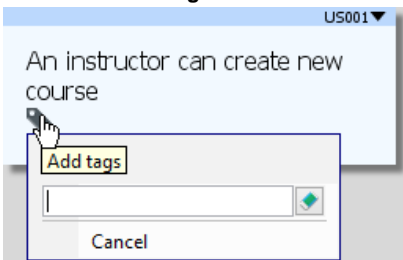 US001▼
An instructor can create new
course
Add tags
Cancel